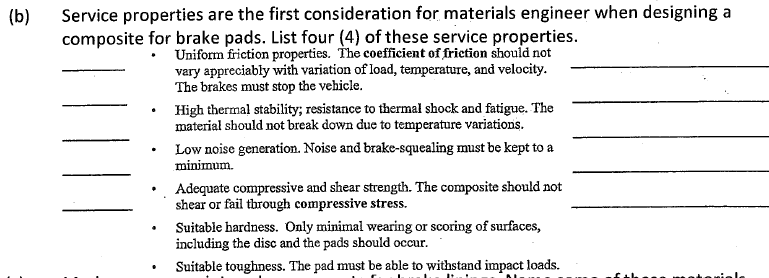 (b) Service properties are the first consideration for materials engineer when designing a
composite for brake pads. List four (4) of these service properties.
• Uniform friction properties. The coefficient of friction should not
vary appreciably with variation of load, temperature, and velocity.
The brakes must stop the vehicle.
• High thermal stability; resistance to thermal shock and fatigue. The
material should not break down due to temperature variations.
• Low noise generation. Noise and brake-squealing must be kept to a
minimum.
• Adequate compressive and shear strength. The composite should not
shear or fail through compressive stress.
• Suitable hardness. Only minimal wearing or scoring of surfaces,
including the disc and the pads should occur.
• Suitable toughness. The pad must be able to withstand impact loads.